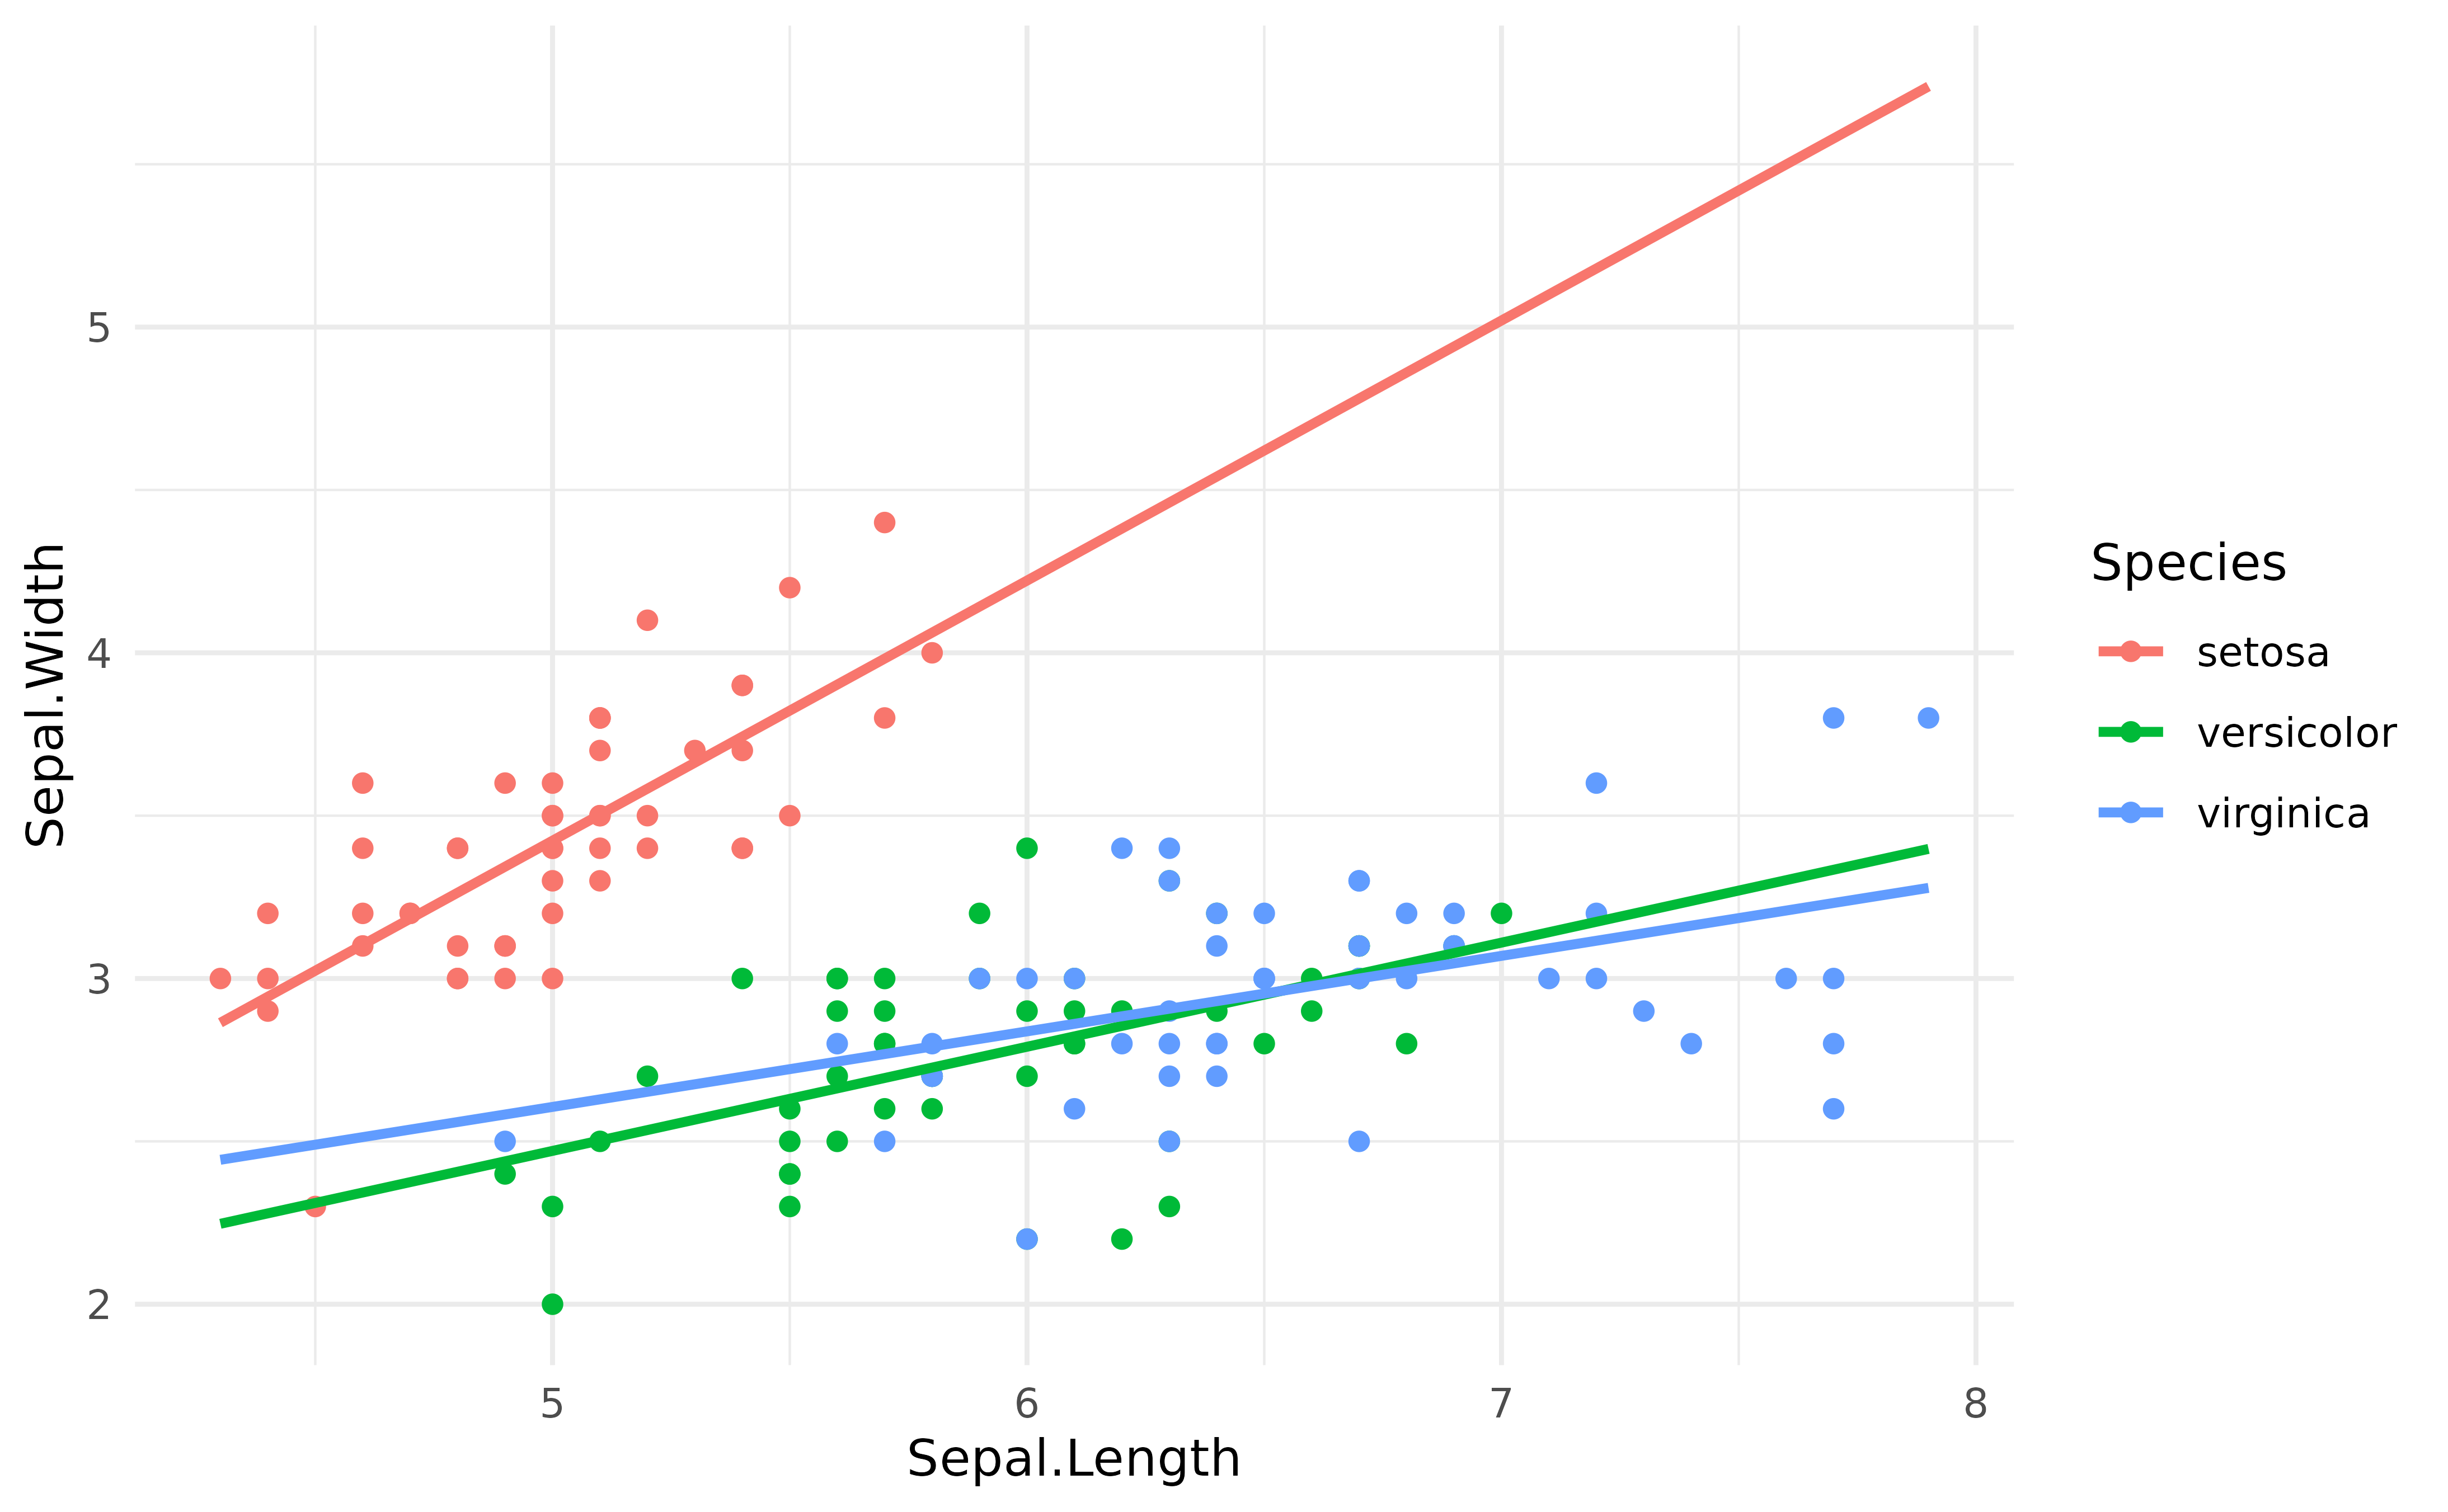 Sepal.Width
5
4
3
2
5 6 7 8
Sepal.Length
Species
setosa
versicolor
virginica